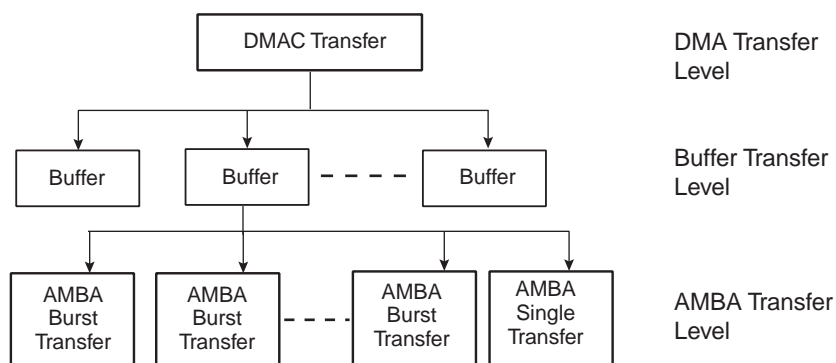 DMAC Transfer
DMA Transfer
Level
Buffer
Buffer
Buffer
Buffer Transfer
Level
AMBA
Burst
Transfer
AMBA
Burst
Transfer
AMBA
Burst
Transfer
AMBA
Single
Transfer
AMBA Transfer
Level